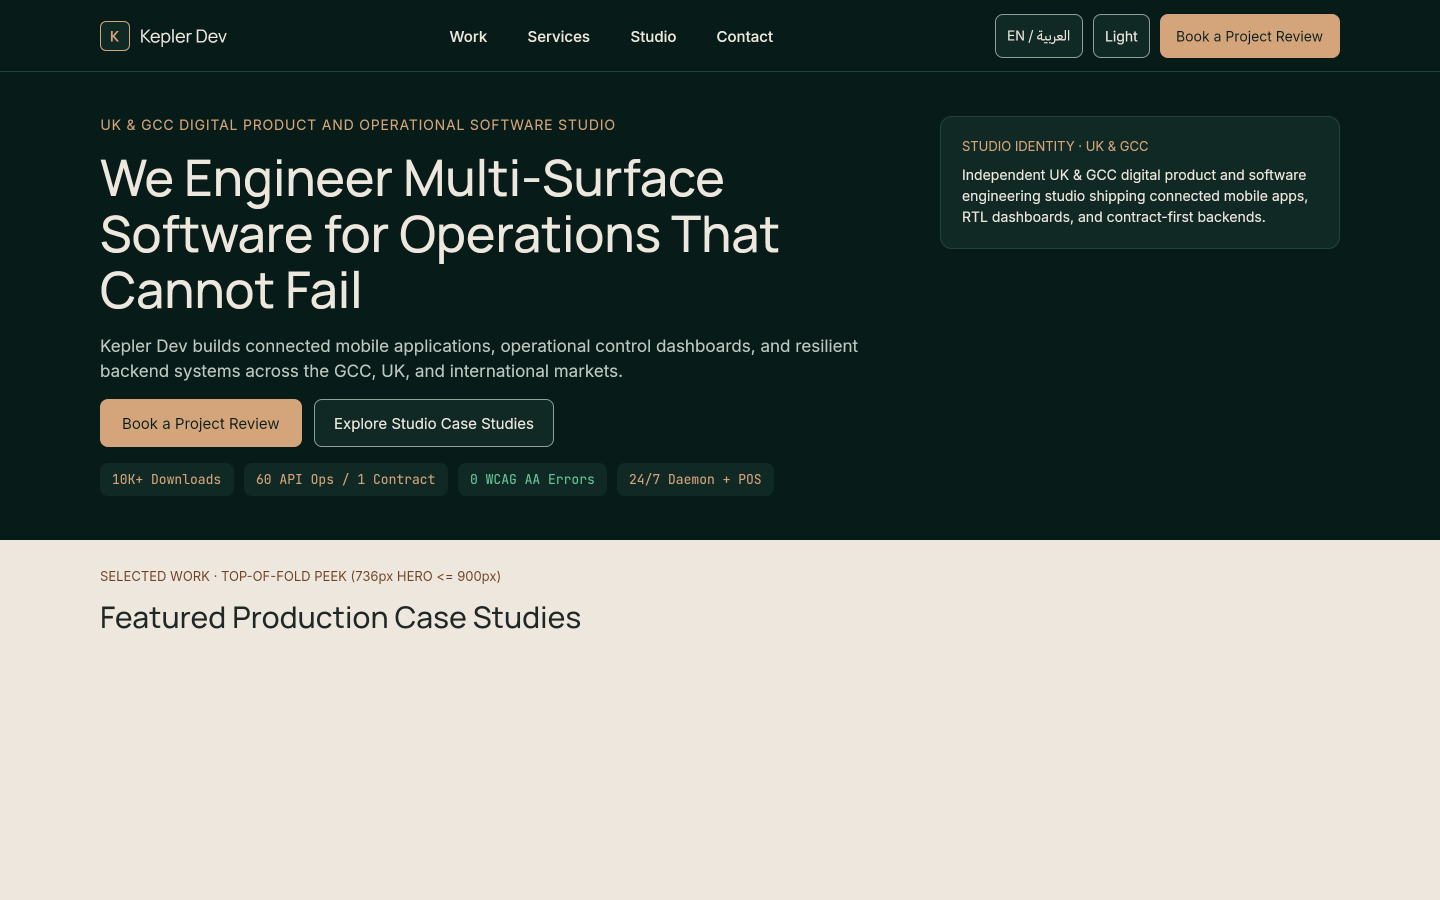 K
Kepler Dev
Work
Services
Studio
Contact
EN / العربية
Light
Book a Project Review
UK & GCC DIGITAL PRODUCT AND OPERATIONAL SOFTWARE STUDIO
We Engineer Multi-Surface
Software for Operations That
Cannot Fail
Kepler Dev builds connected mobile applications, operational control dashboards, and resilient
backend systems across the GCC, UK, and international markets.
Book a Project Review
Explore Studio Case Studies
10K+ Downloads
60 API Ops / 1 Contract
0 WCAG AA Errors
24/7 Daemon + POS
STUDIO IDENTITY · UK & GCC
Independent UK & GCC digital product and software
engineering studio shipping connected mobile apps,
RTL dashboards, and contract-first backends.
SELECTED WORK · TOP-OF-FOLD PEEK (736px HERO <= 900px)
Featured Production Case Studies